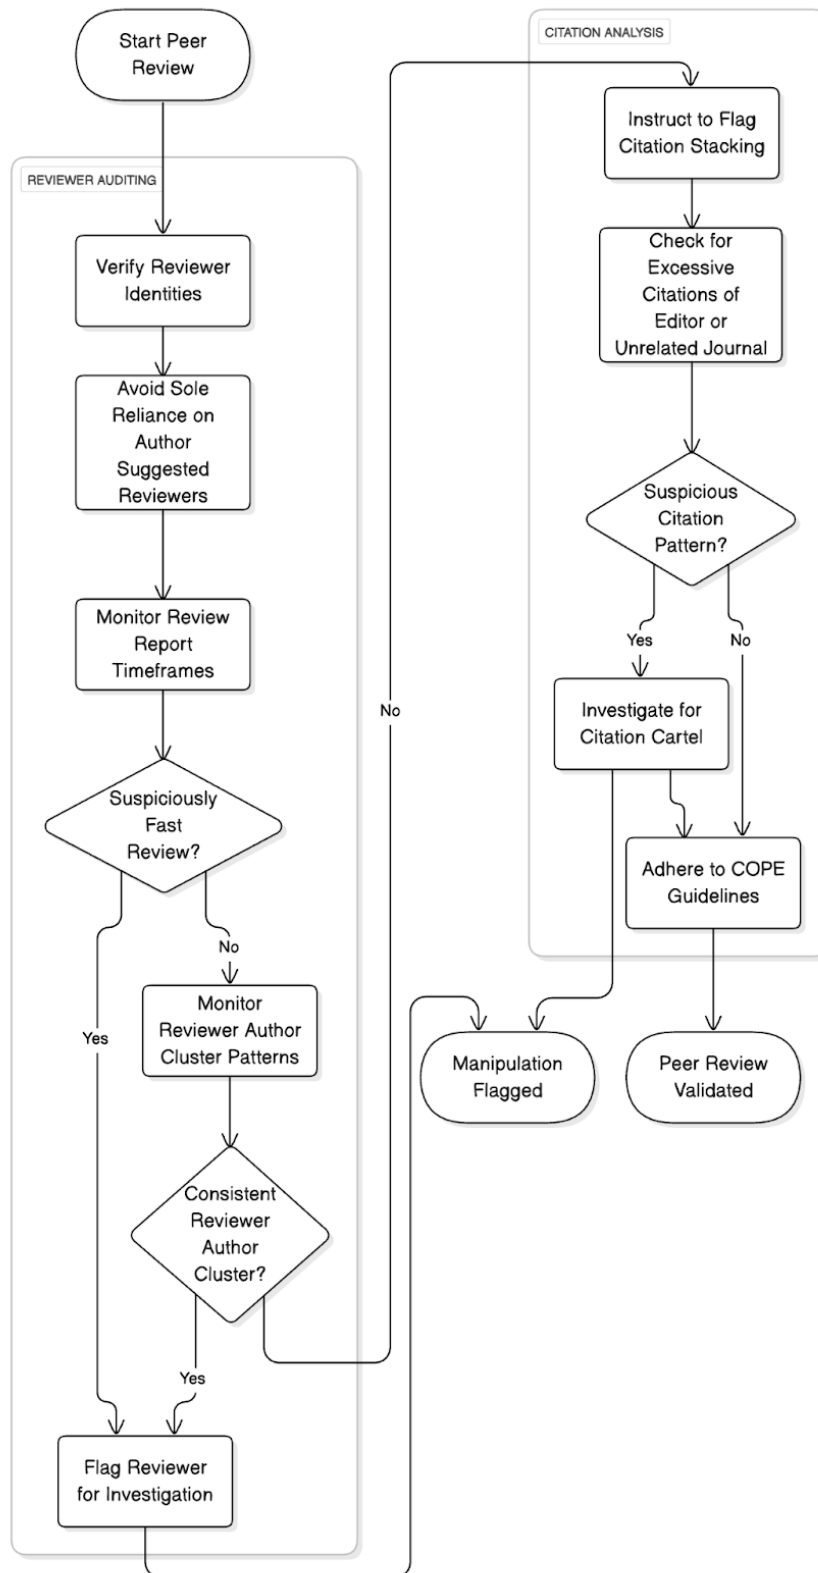 Start Peer
Review
REVIEWER AUDITING
Verify Reviewer
Identities
Avoid Sole
Reliance on
Author
Suggested
Reviewers
Monitor Review
Report
Timeframes
Suspiciously
Fast
Review?
Yes
No
Monitor
Reviewer Author
Cluster Patterns
Consistent
Reviewer
Author
Cluster?
Yes
No
Flag Reviewer
for Investigation
CITATION ANALYSIS
Instruct to Flag
Citation Stacking
Check for
Excessive
Citations of
Editor or
Unrelated Journal
Suspicious
Citation
Pattern?
Yes
No
Investigate for
Citation Cartel
Adhere to COPE
Guidelines
Manipulation
Flagged
Peer Review
Validated